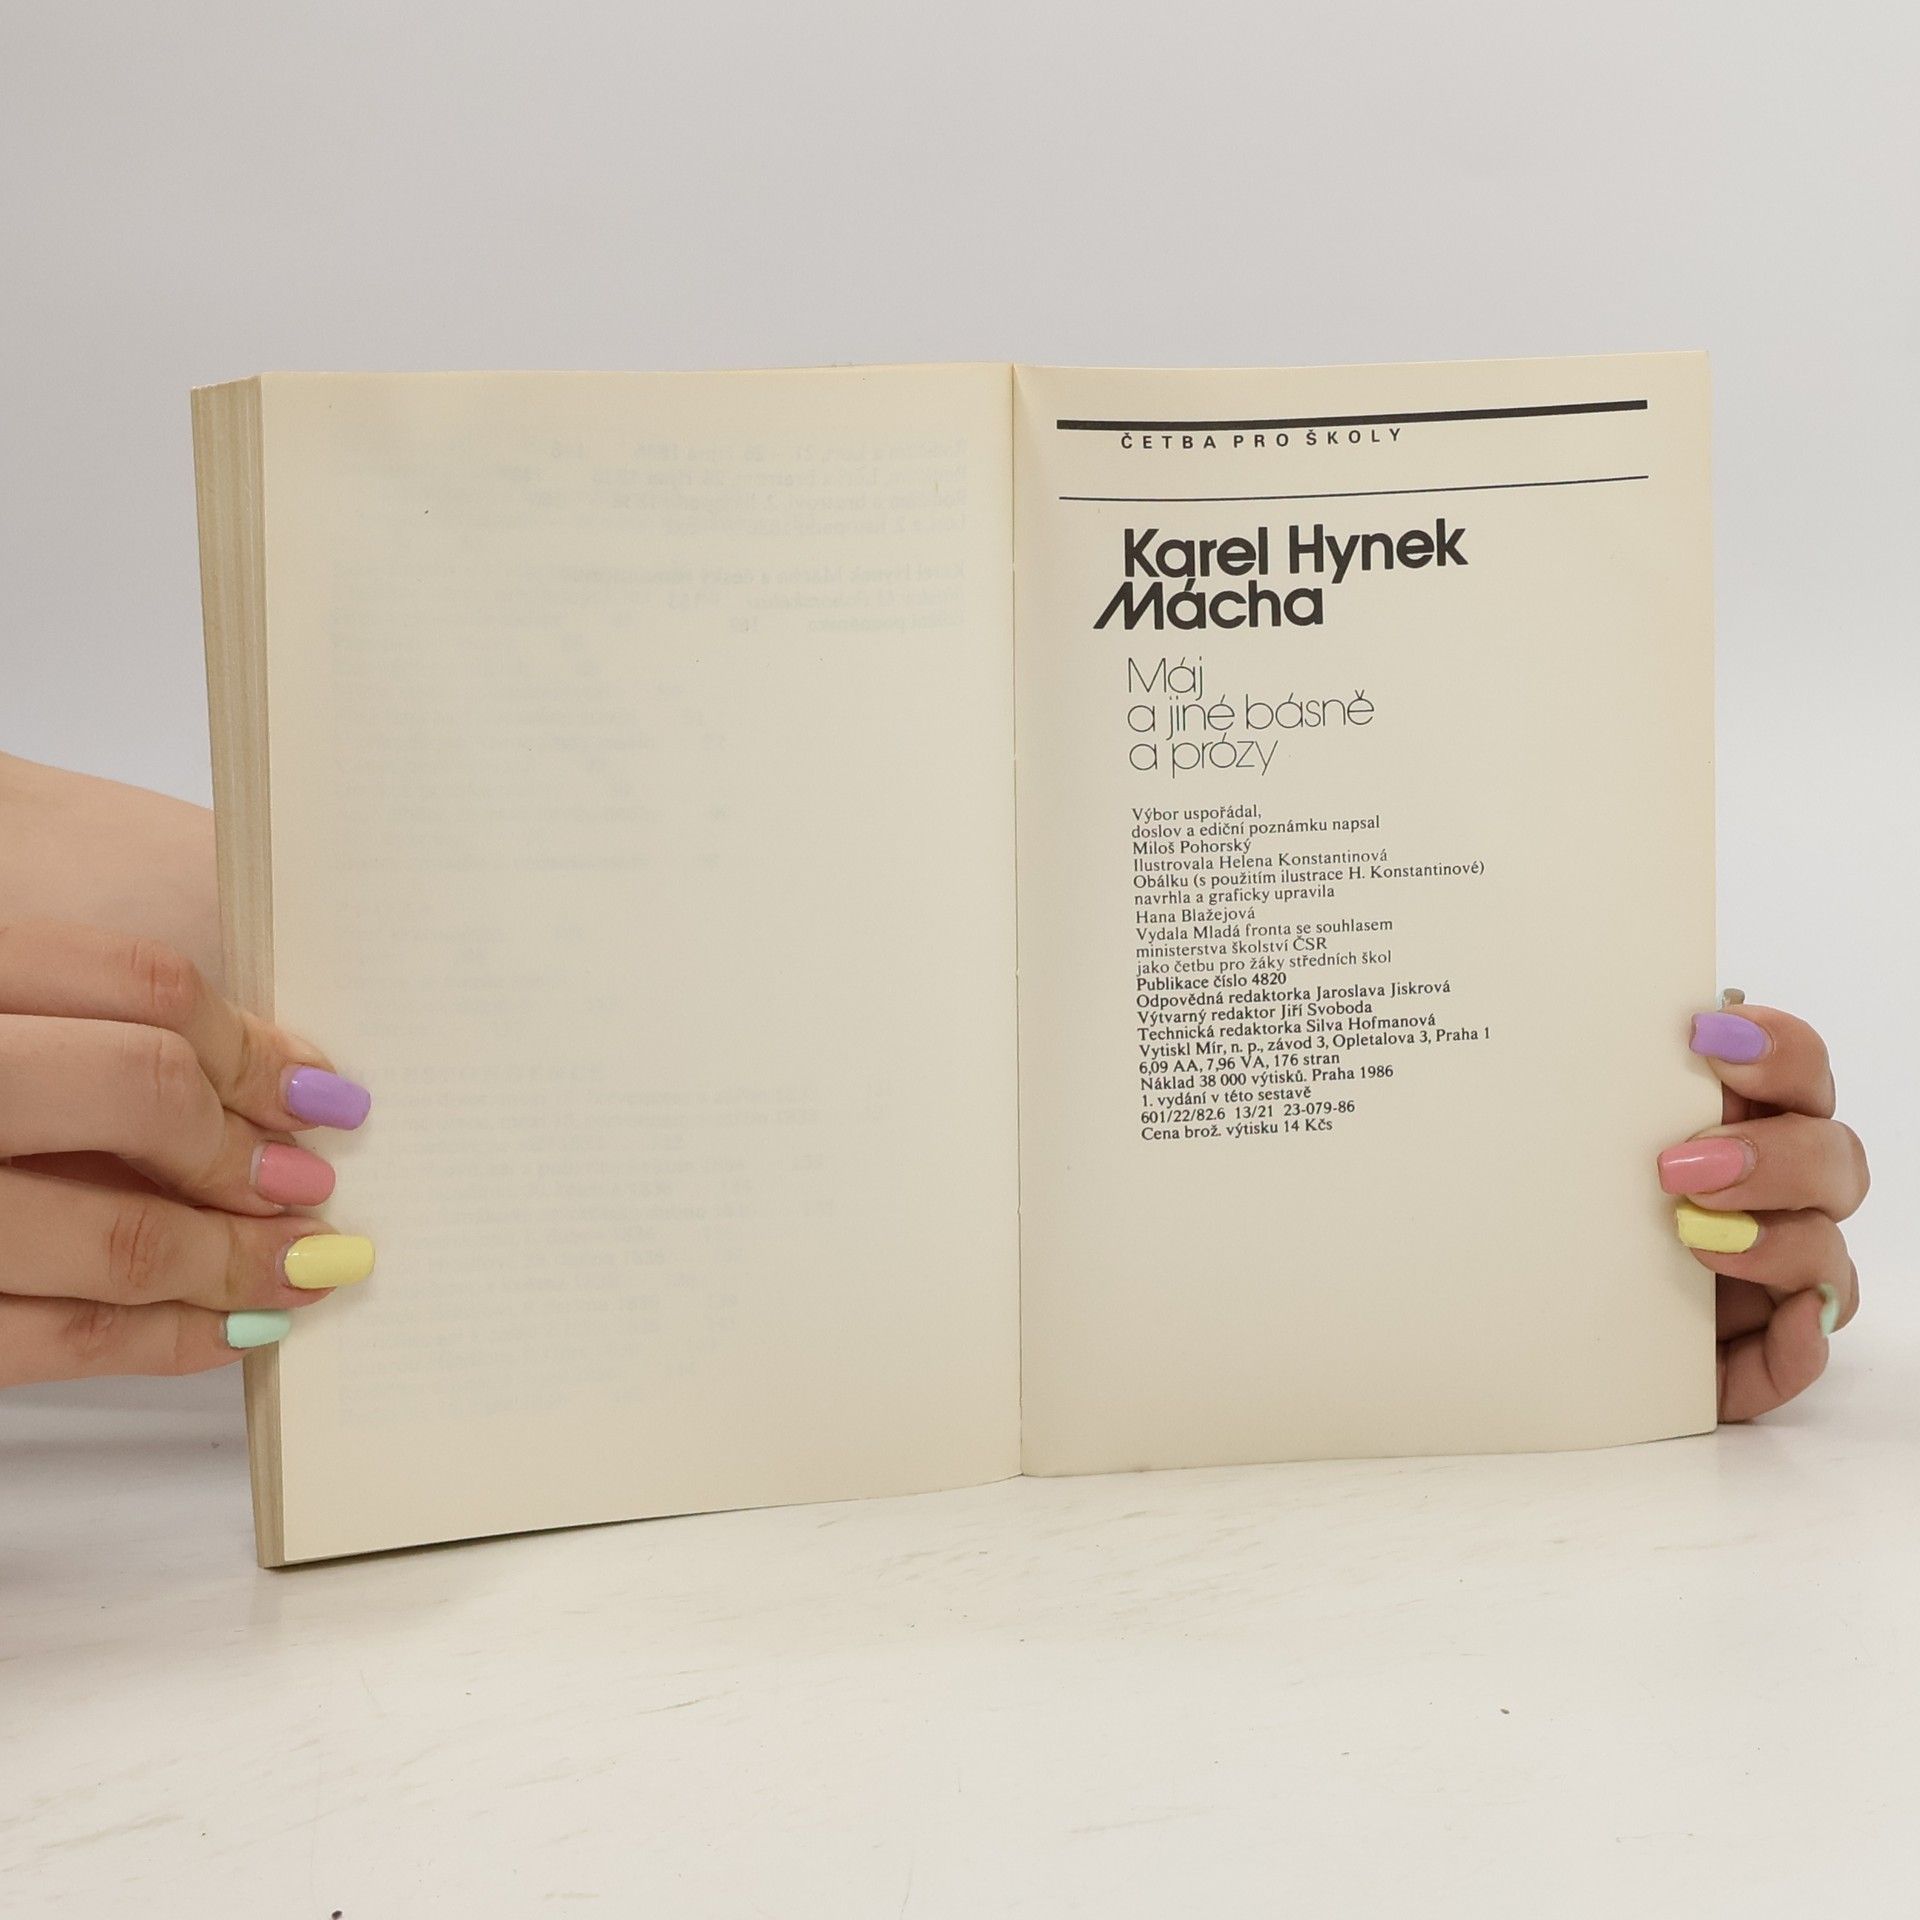 ČETBA PRO ŠKOLY
Karel Hynek
Mácha
Máj
a jiné básně
a prózy
Výbor uspořádal,
doslov a ediční poznámku napsal
Miloš Pohorský
Ilustrovala Helena Konstantinová
Obálku (s použitím ilustrace H. Konstantinové)
navrhla a graficky upravila
Hana Blažejová
Vydala Mladá fronta se souhlasem
ministerstva školství ČSR
jako četbu pro žáky středních škol
Publikace číslo 4820
Odpovědná redaktorka Jaroslava Jiskrová
Výtvarný redaktor Jiří Svoboda
Technická redaktorka Silva Hofmanová
Vytiskl Mír, n. p., závod 3, Opletalova 3, Praha 1
6,09 AA, 7,96 VA, 176 stran
Náklad 38 000 výtisků. Praha 1986
1. vydání v této sestavě
601/22/82.6 13/21 23-079-86
Cena brož. výtisku 14 Kčs